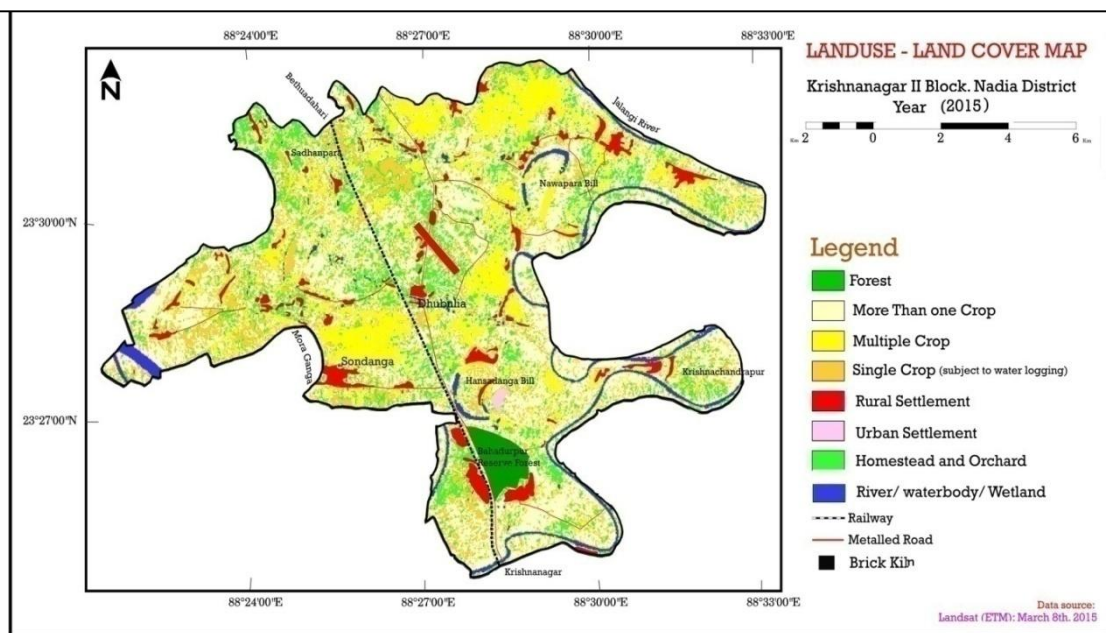 88°24'00"E 88°27'00"E 88°30'00"E 88°33'00"E
LANDUSE - LAND COVER MAP
Krishnanagar II Block. Nadia District
Year (2015)
Km 2 0 2 4 6 Km
N
Bethuadahari
Jalangi River
Sadhanpara
Nawapara Bill
23°30'00"N
Dhubulia
Mora Ganga
Sondanga
Hanasdanga Bill
Krishnachandrapur
23°27'00"N
Bahadurpur
Reserve Forest
Krishnanagar
88°24'00"E 88°27'00"E 88°30'00"E 88°33'00"E
Legend
Forest
More Than one Crop
Multiple Crop
Single Crop (subject to water logging)
Rural Settlement
Urban Settlement
Homestead and Orchard
River/ waterbody/ Wetland
Railway
Metalled Road
Brick Kiln
Data source:
Landsat (ETM): March 8th, 2015